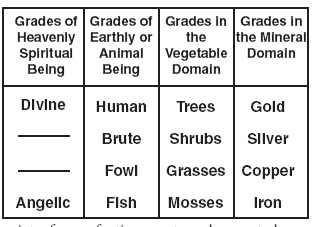 Grades of Heavenly Spiritual Being | Grades of Earthly or Animal Being | Grades in the Vegetable Domain | Grades in the Mineral Domain
Divine | Human | Trees | Gold
Brute | Shrubs | Silver
Fowl | Grasses | Copper
Angelic | Fish | Mosses | Iron